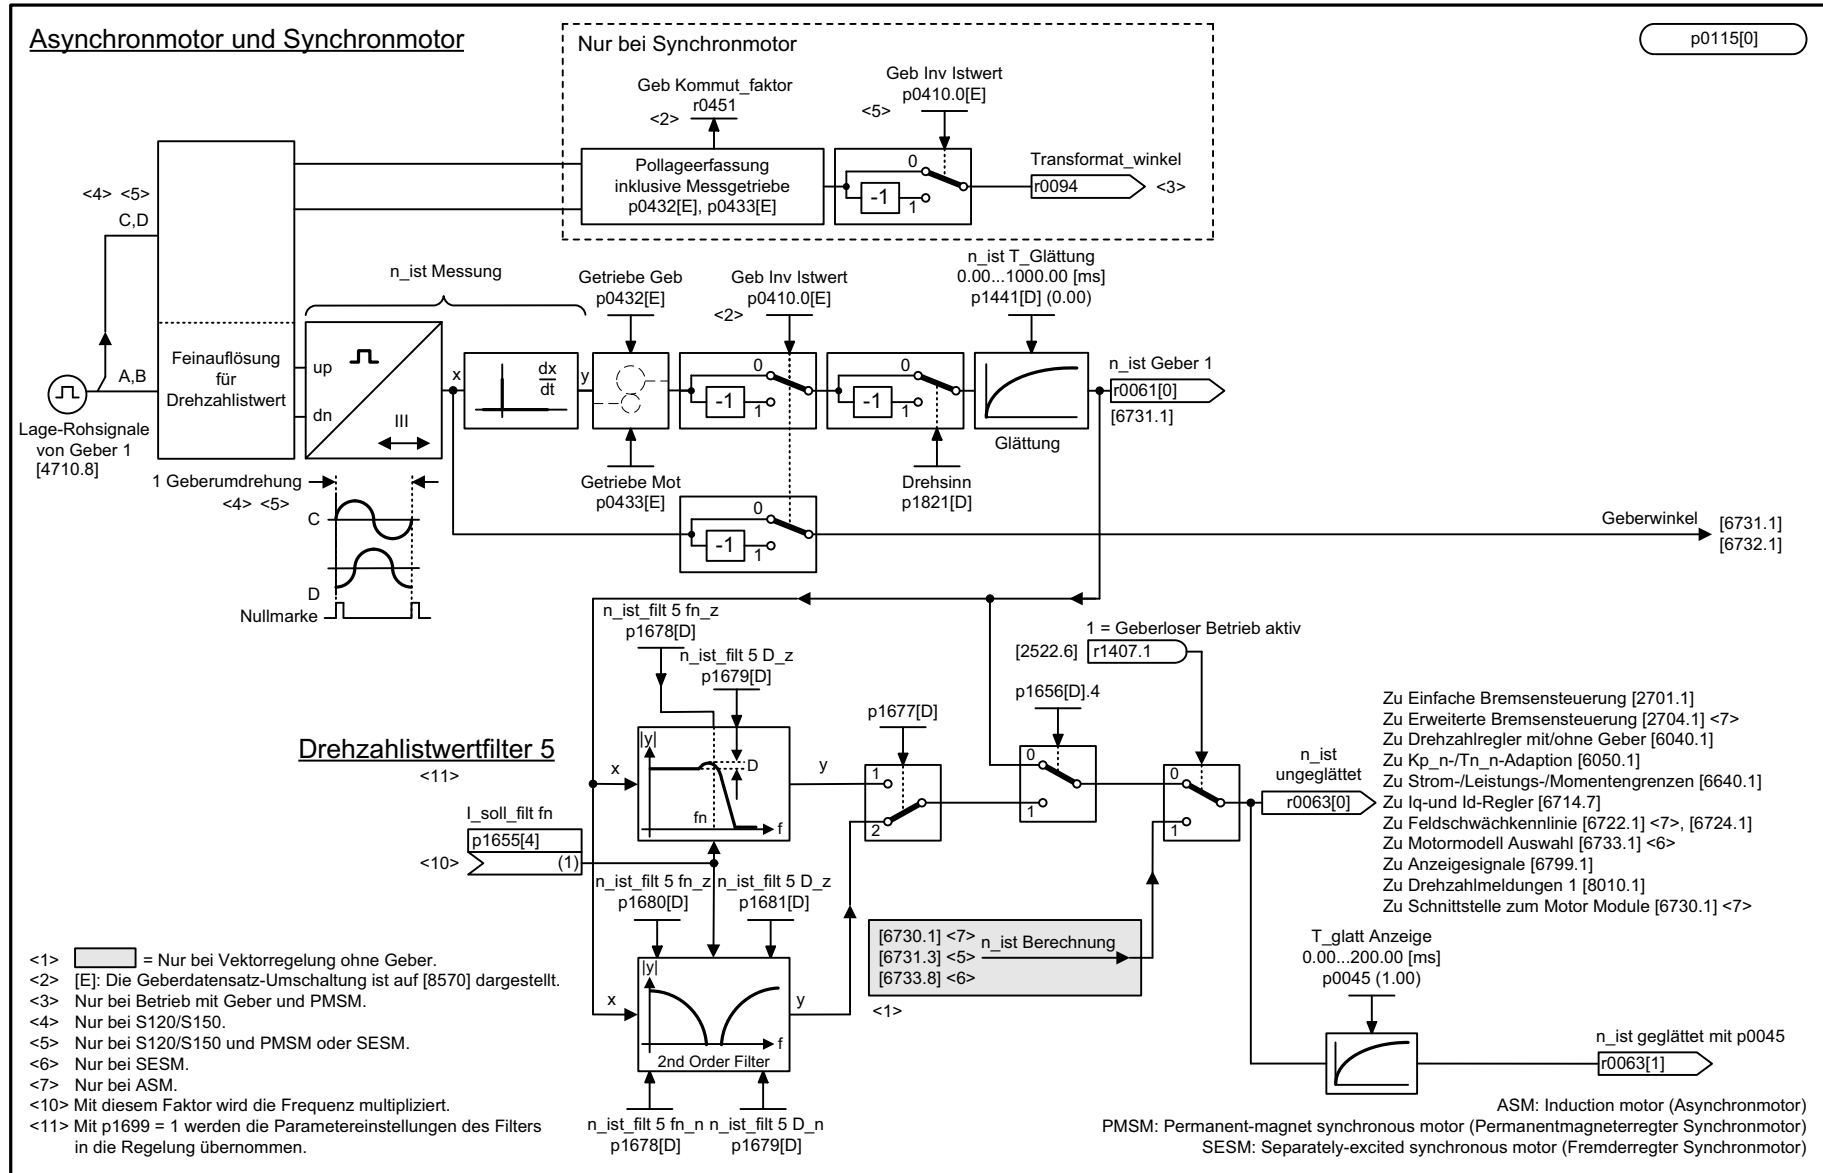 Asynchronmotor und Synchronmotor
Nur bei Synchronmotor
p0115[0]
Geb Kommut_faktor
r0451
<2>
Geb Inv Istwert
p0410.0[E]
<5>
Pollageerfassung
inklusive Messgetriebe
p0432[E], p0433[E]
0
-1
1
Transformat_winkel
r0094
<3>
<4> <5>
C,D
A,B
Lage-Rohsignale
von Geber 1
[4710.8]
Feinauflösung
für
Drehzahlistwert
n_ist Messung
up
dn
III
x
dx
dt
y
Getriebe Geb
p0432[E]
Getriebe Mot
p0433[E]
Geb Inv Istwert
p0410.0[E]
<2>
0
-1
1
0
-1
1
Drehsinn
p1821[D]
n_ist T_Glättung
0.00...1000.00 [ms]
p1441[D] (0.00)
Glättung
n_ist Geber 1
r0061[0]
[6731.1]
1 Geberumdrehung
<4> <5>
C
D
Nullmarke
0
-1
1
Geberwinkel
[6731.1]
[6732.1]
n_ist_filt 5 fn_z
p1678[D]
n_ist_filt 5 D_z
p1679[D]
Drehzahlistwertfilter 5
<11>
|y|
x
D
fn
f
y
I_soll_filt fn
p1655[4]
(1)
<10>
n_ist_filt 5 fn_z
p1680[D]
n_ist_filt 5 D_z
p1681[D]
|y|
x
f
y
2nd Order Filter
n_ist_filt 5 fn_n
p1678[D]
n_ist_filt 5 D_n
p1679[D]
p1677[D]
1
2
1 = Geberloser Betrieb aktiv
[2522.6]
r1407.1
p1656[D].4
0
1
0
1
[6730.1] <7>
[6731.3] <5>
[6733.8] <6>
n_ist Berechnung
<1>
n_ist
ungeglättet
r0063[0]
Zu Einfache Bremsensteuerung [2701.1]
Zu Erweiterte Bremsensteuerung [2704.1] <7>
Zu Drehzahlregler mit/ohne Geber [6040.1]
Zu Kp_n-/Tn_n-Adaption [6050.1]
Zu Strom-/Leistungs-/Momentengrenzen [6640.1]
Zu Iq-und Id-Regler [6714.7]
Zu Feldschwächkennlinie [6722.1] <7>, [6724.1]
Zu Motormodell Auswahl [6733.1] <6>
Zu Anzeigesignale [6799.1]
Zu Drehzahlmeldungen 1 [8010.1]
Zu Schnittstelle zum Motor Module [6730.1] <7>
T_glatt Anzeige
0.00...200.00 [ms]
p0045 (1.00)
n_ist geglättet mit p0045
r0063[1]
<1> = Nur bei Vektorregelung ohne Geber.
<2> [E]: Die Geberdatensatz-Umschaltung ist auf [8570] dargestellt.
<3> Nur bei Betrieb mit Geber und PMSM.
<4> Nur bei S120/S150.
<5> Nur bei S120/S150 und PMSM oder SESM.
<6> Nur bei SESM.
<7> Nur bei ASM.
<10> Mit diesem Faktor wird die Frequenz multipliziert.
<11> Mit p1699 = 1 werden die Parametereinstellungen des Filters
in die Regelung übernommen.
ASM: Induction motor (Asynchronmotor)
PMSM: Permanent-magnet synchronous motor (Permanentmagneterregter Synchronmotor)
SESM: Separately-excited synchronous motor (Fremderregter Synchronmotor)